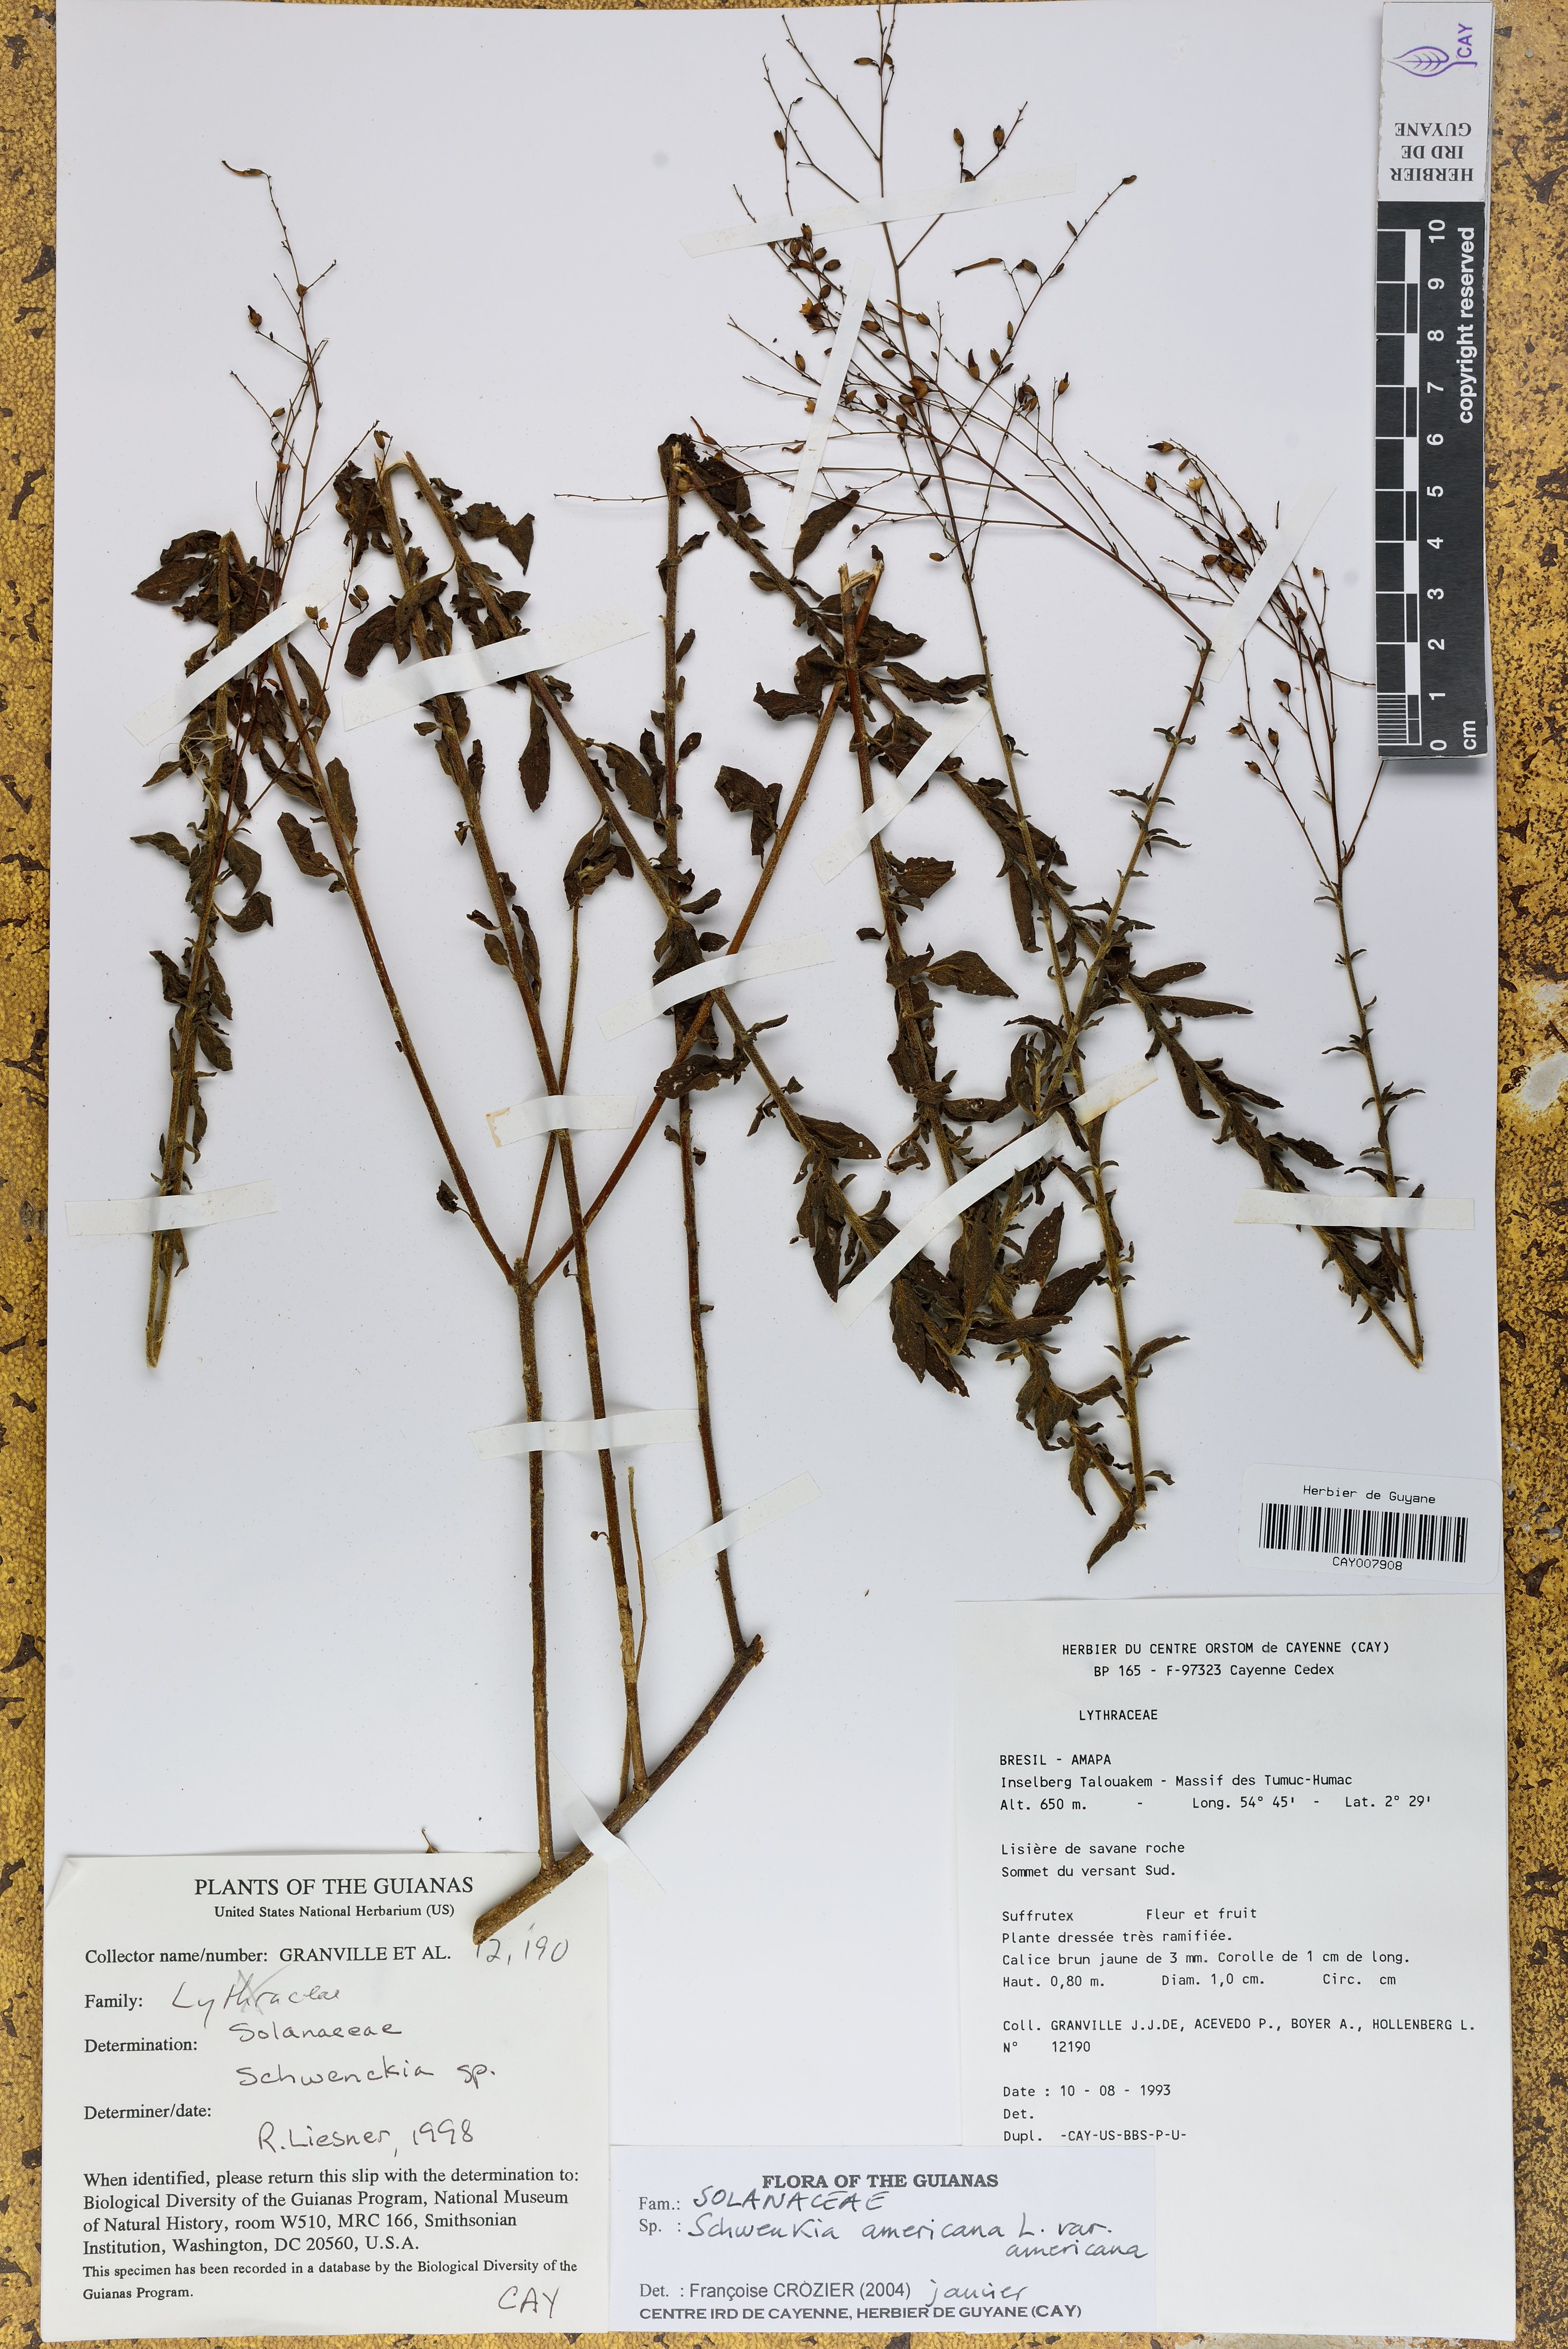 CAY
HERBIER
IRD DE
GUYANE
copyright reserved
10
9
8
7
6
5
4
3
2
1
0
cm
Herbier de Guyane
CAY007908
HERBIER DU CENTRE ORSTOM de CAYENNE (CAY)
BP 165 - F-97323 Cayenne Cedex
LYTHRACEAE
BRESIL - AMAPA
Inselberg Talouakem - Massif des Tumuc-Humac
Alt. 650 m. - Long. 54° 45' - Lat. 2° 29'
Lisière de savane roche
Sommet du versant Sud.
Suffrutex Fleur et fruit
Plante dressée très ramifiée.
Calice brun jaune de 3 mm. Corolle de 1 cm de long.
Haut. 0,80 m. Diam. 1,0 cm. Circ. cm
Coll. GRANVILLE J.J.DE, ACEVEDO P., BOYER A., HOLLENBERG L.
N° 12190
Date : 10 - 08 - 1993
Det.
Dupl. -CAY-US-BBS-P-U-
PLANTS OF THE GUIANAS
United States National Herbarium (US)
Collector name/number: GRANVILLE ET AL. 12,190
Family: Lythraceae
Solanaceae
Determination:
Schwenckia sp.
Determiner/date:
R. Liesner, 1998
When identified, please return this slip with the determination to:
Biological Diversity of the Guianas Program, National Museum
of Natural History, room W510, MRC 166, Smithsonian
Institution, Washington, DC 20560, U.S.A.
This specimen has been recorded in a database by the Biological Diversity of the
Guianas Program.
CAY
FLORA OF THE GUIANAS
Fam.: SOLANACEAE
Sp. : Schwenkia americana L. var.
americana
Det. : Françoise CROZIER (2004) janvier
CENTRE IRD DE CAYENNE, HERBIER DE GUYANE (CAY)